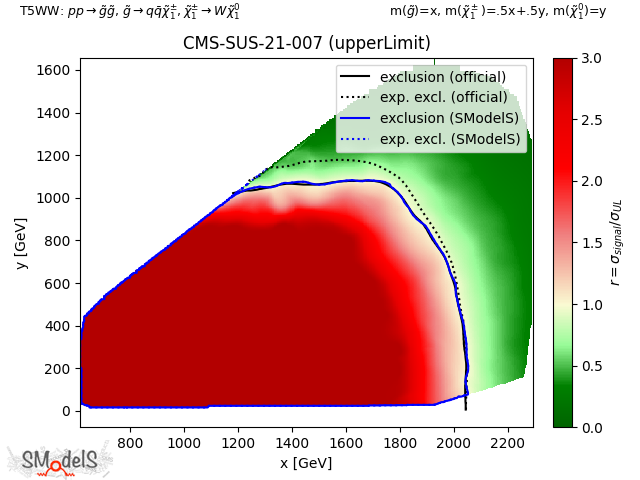 T5WW: pp→g̃g̃, g̃→qq̄χ̃₁±, χ̃₁±→Wχ̃₁⁰
m(g̃)=x, m(χ̃₁±)=.5x+.5y, m(χ̃₁⁰)=y
CMS-SUS-21-007 (upperLimit)
exclusion (official)
exp. excl. (official)
exclusion (SModelS)
exp. excl. (SModelS)
1600
1400
1200
1000
800
600
400
200
0
y [GeV]
800 1000 1200 1400 1600 1800 2000 2200
x [GeV]
3.0
2.5
2.0
1.5
1.0
0.5
0.0
r = σ_signal/σ_UL
SModelS